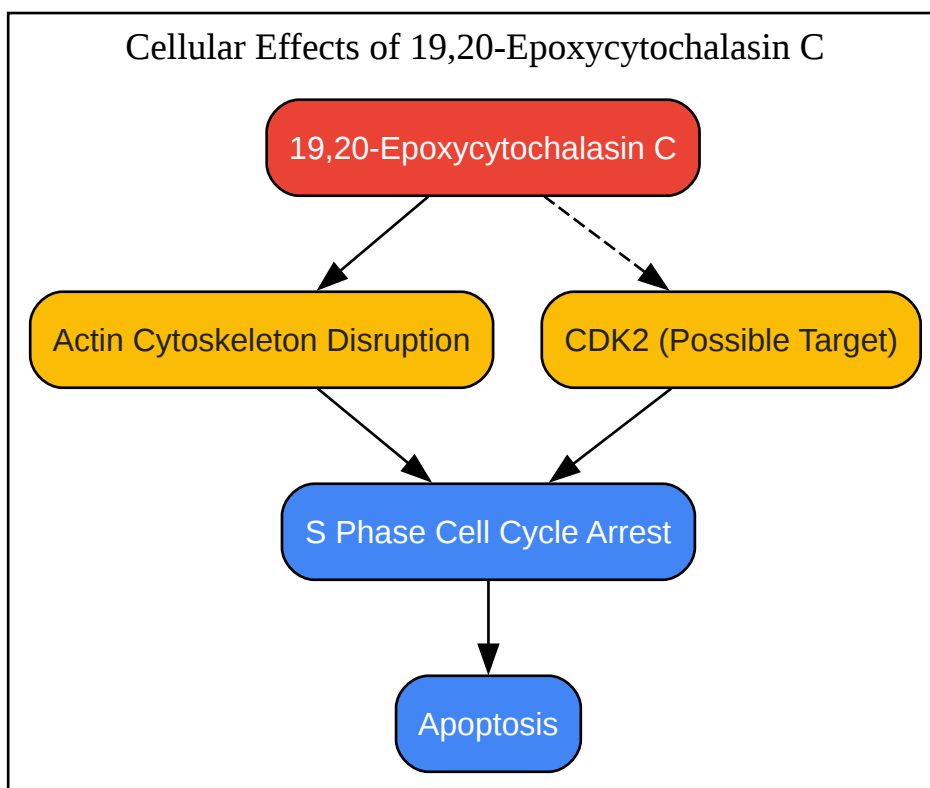 Cellular Effects of 19,20-Epoxycytochalasin C
19,20-Epoxycytochalasin C
Actin Cytoskeleton Disruption
CDK2 (Possible Target)
S Phase Cell Cycle Arrest
Apoptosis